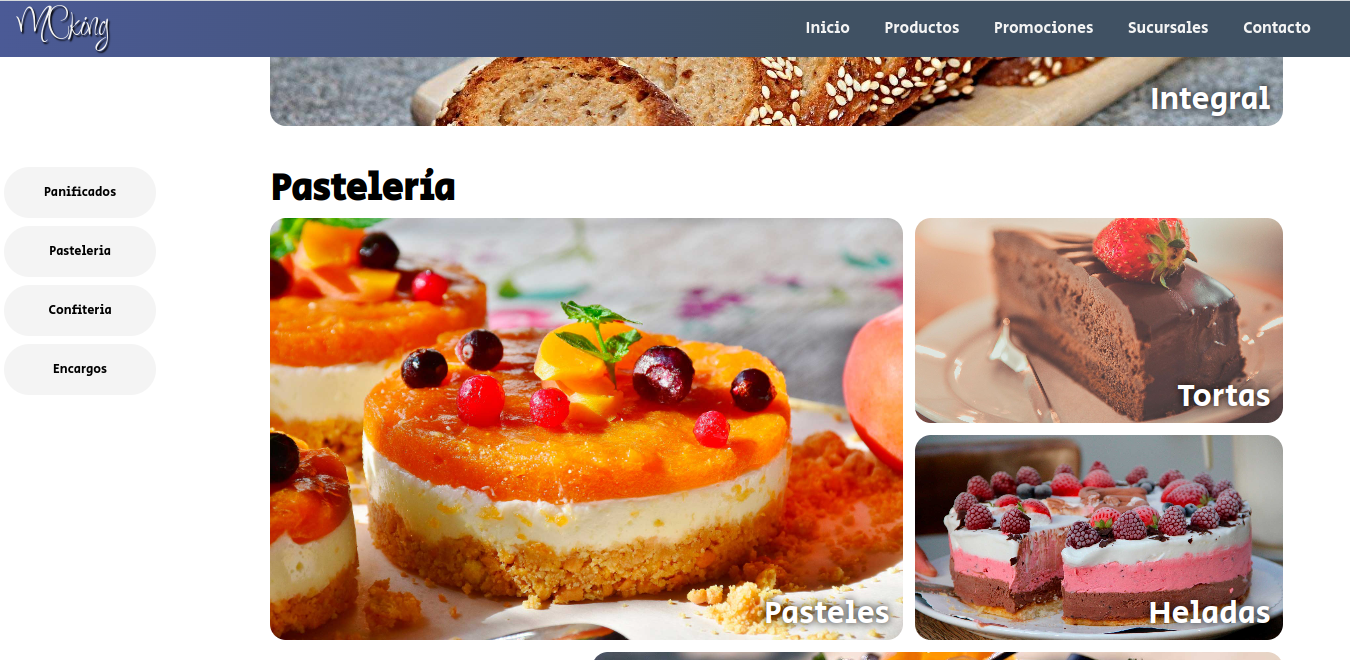 MCking
Inicio Productos Promociones Sucursales Contacto
Integral
Panificados
Pasteleria
Confiteria
Encargos
Pastelería
Pasteles
Tortas
Heladas